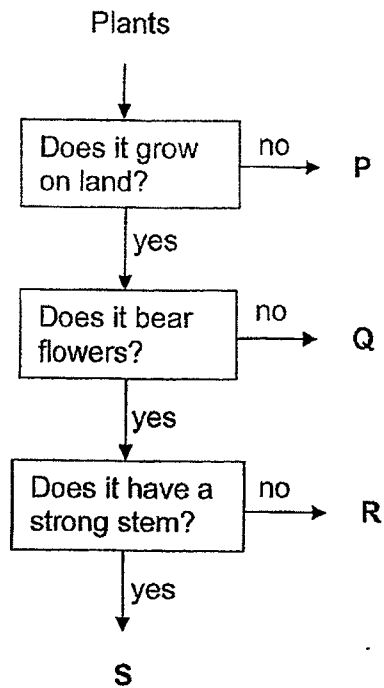 Plants
Does it grow
on land?
no
P
yes
Does it bear
flowers?
no
Q
yes
Does it have a
strong stem?
no
R
yes
S